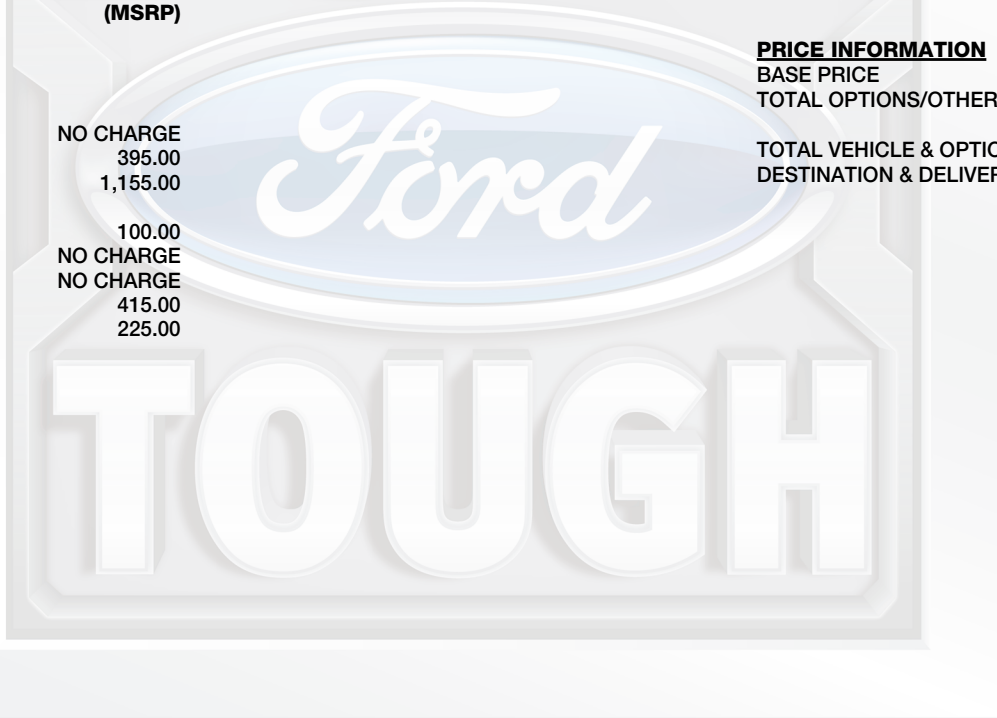 (MSRP)
NO CHARGE
395.00
1,155.00
100.00
NO CHARGE
NO CHARGE
415.00
225.00
PRICE INFORMATION
BASE PRICE
TOTAL OPTIONS/OTHER
TOTAL VEHICLE & OPTIO
DESTINATION & DELIVER
Ford
TOUGH